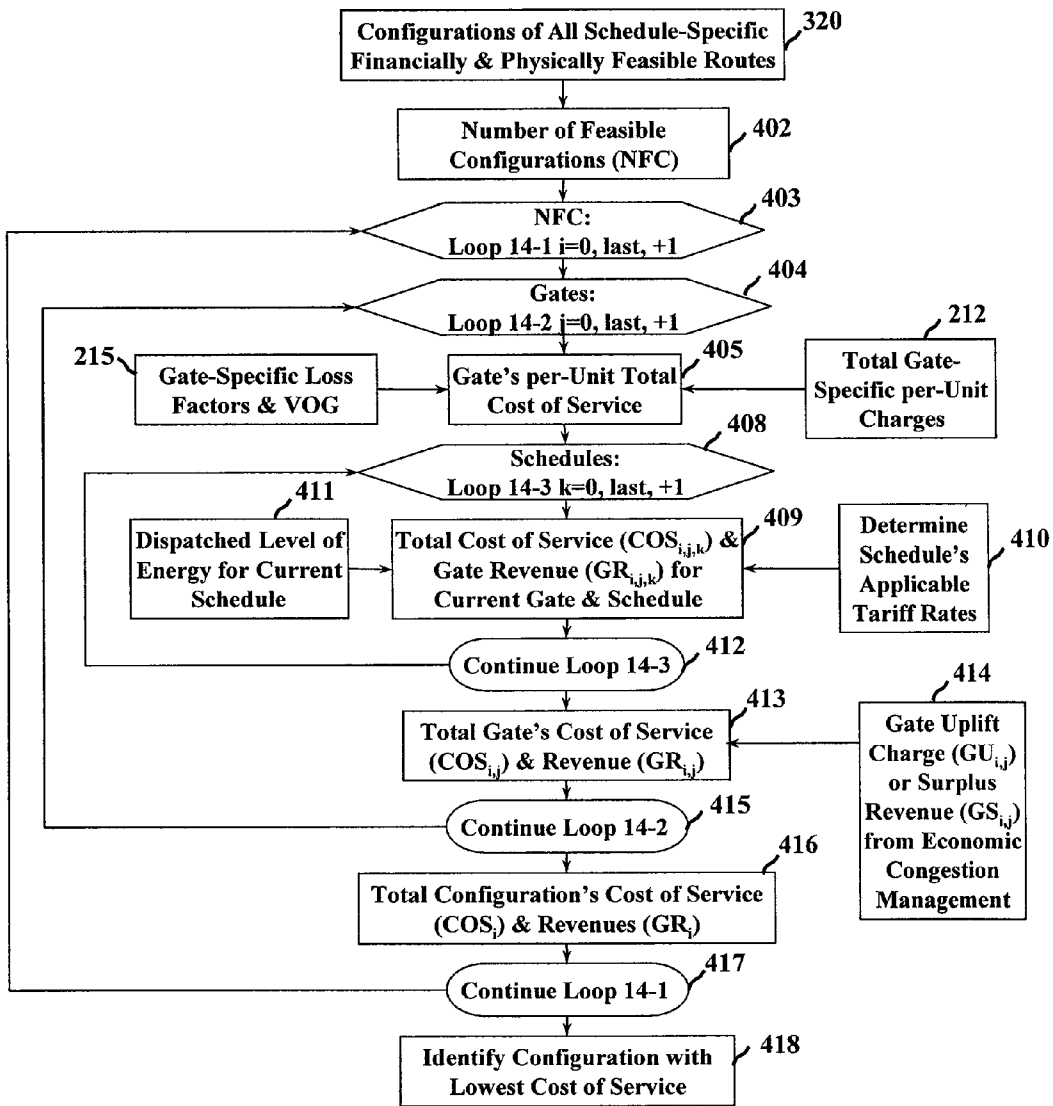 Configurations of All Schedule-Specific
Financially & Physically Feasible Routes
320
Number of Feasible
Configurations (NFC)
402
403
NFC:
Loop 14-1 i=0, last, +1
404
Gates:
Loop 14-2 j=0, last, +1
212
215
Gate-Specific Loss
Factors & VOG
405
Gate's per-Unit Total
Cost of Service
Total Gate-
Specific per-Unit
Charges
408
Schedules:
Loop 14-3 k=0, last, +1
411
Dispatched Level of
Energy for Current
Schedule
409
Total Cost of Service (COSi,j,k) &
Gate Revenue (GRi,j,k) for
Current Gate & Schedule
Determine
Schedule's
Applicable
Tariff Rates
410
412
Continue Loop 14-3
413
Total Gate's Cost of Service
(COSi,j) & Revenue (GRi,j)
414
Gate Uplift
Charge (GUi,j)
or Surplus
Revenue (GSi,j)
from Economic
Congestion
Management
415
Continue Loop 14-2
416
Total Configuration's Cost of Service
(COSi) & Revenues (GRi)
417
Continue Loop 14-1
Identify Configuration with
Lowest Cost of Service
418